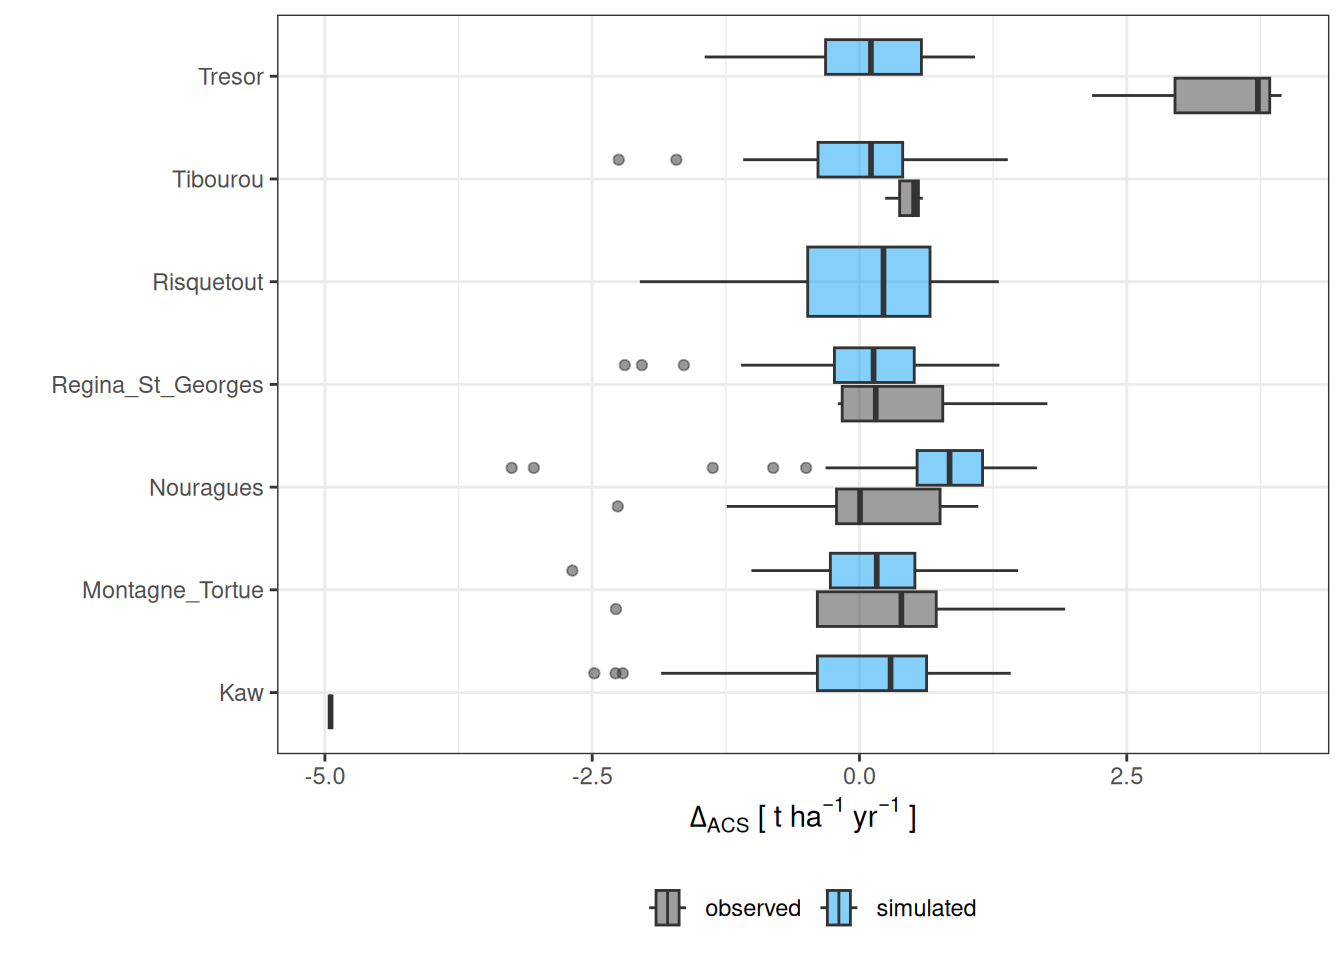 Tresor
Tibourou
Risquetout
Regina_St_Georges
Nouragues
Montagne_Tortue
Kaw
-5.0 -2.5 0.0 2.5
Δ_ACS [ t ha⁻¹ yr⁻¹ ]
observed simulated